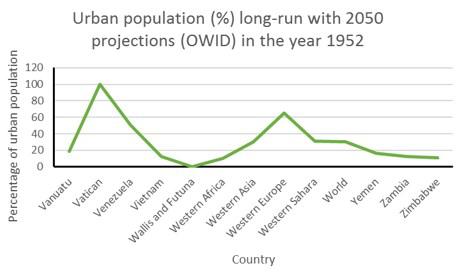 Urban population (%) long-run with 2050
projections (OWID) in the year 1952
Percentage of urban population
120
100
80
60
40
20
0
Vanuatu
Vatican
Venezuela
Vietnam
Wallis and Futuna
Western Africa
Western Asia
Western Europe
Western Sahara
World
Yemen
Zambia
Zimbabwe
Country